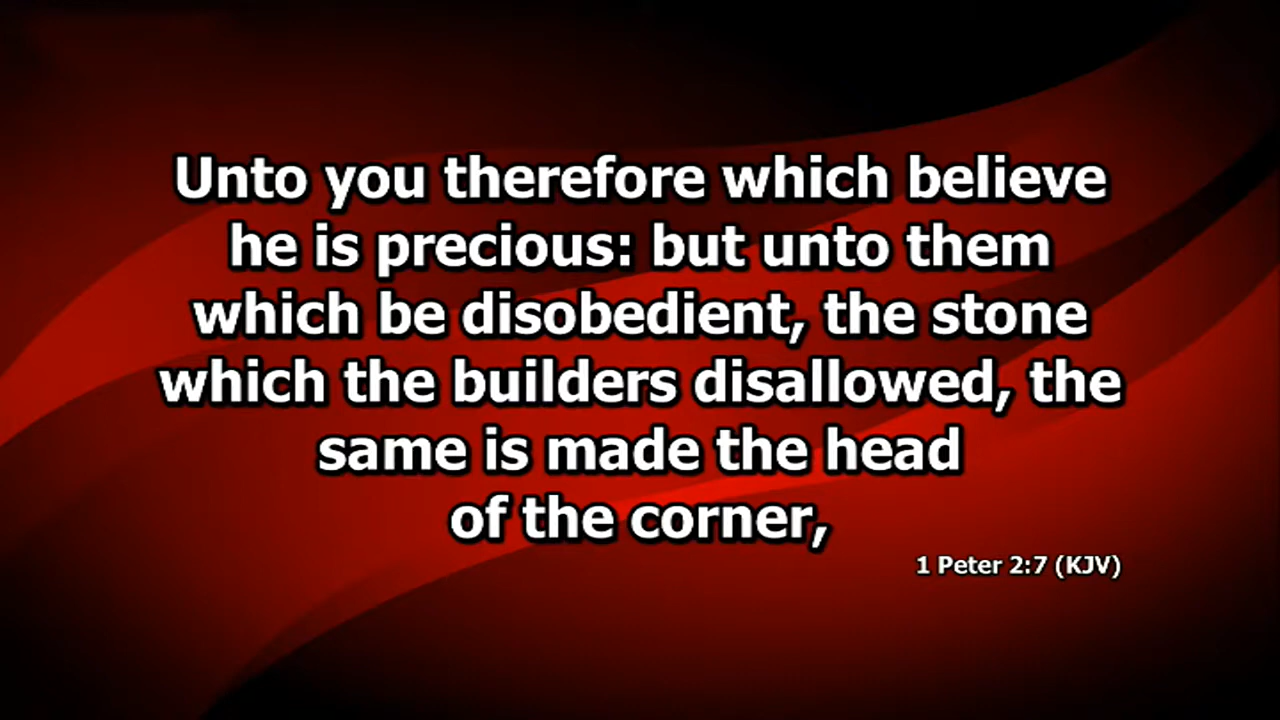 Unto you therefore which believe
he is precious: but unto them
which be disobedient, the stone
which the builders disallowed, the
same is made the head
of the corner,
1 Peter 2:7 (KJV)